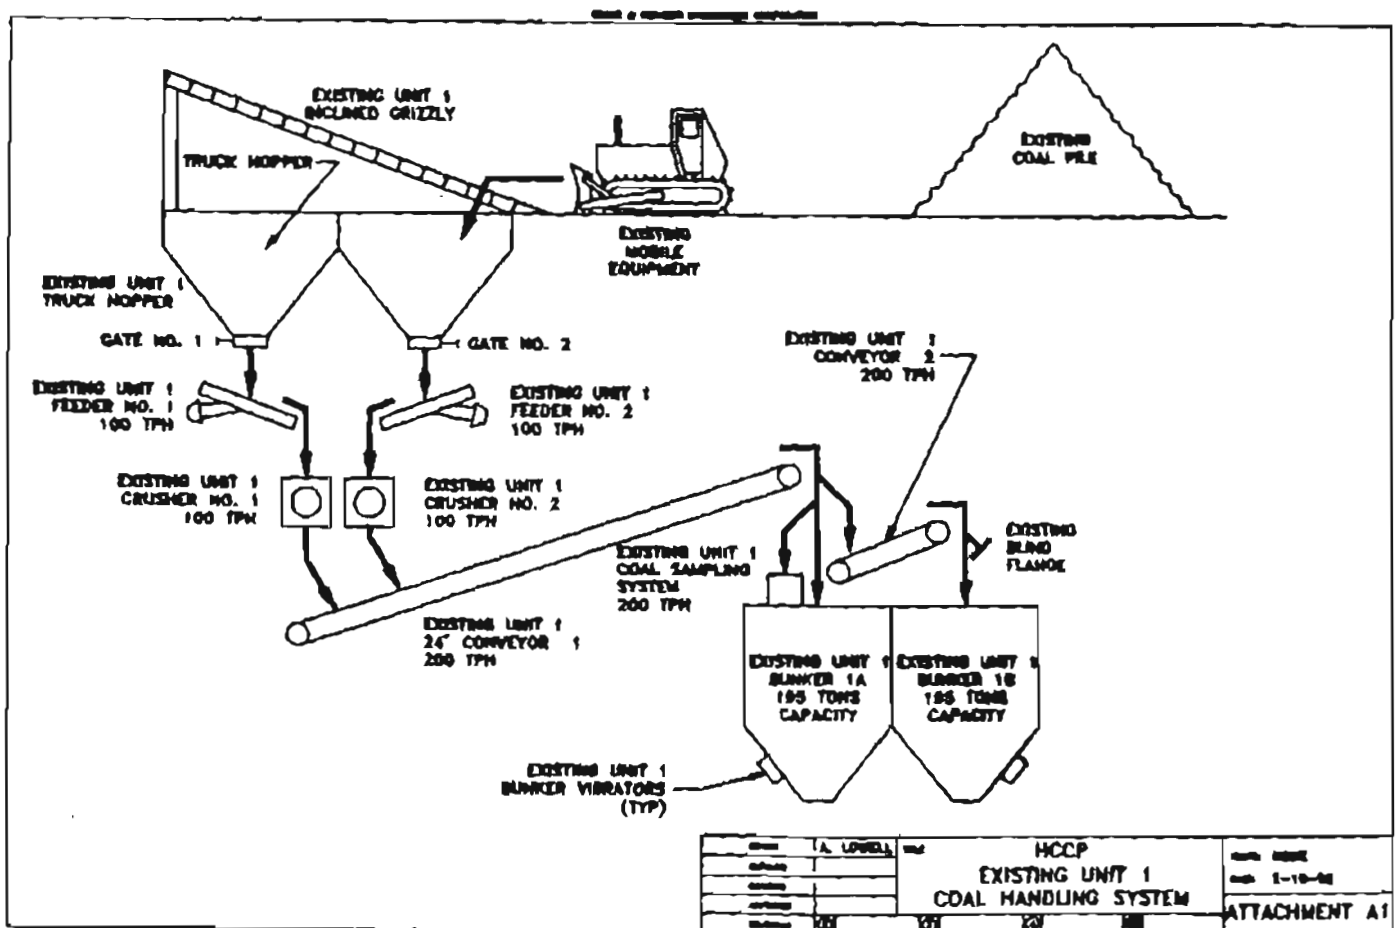 EXISTING UNIT 1
INCLINED GRIZZLY
TRUCK HOPPER
EXISTING
COAL PILE
EXISTING
MOBILE
EQUIPMENT
EXISTING UNIT 1
TRUCK HOPPER
GATE NO. 1
GATE NO. 2
EXISTING UNIT 1
CONVEYOR 2
200 TPH
EXISTING UNIT 1
FEEDER NO. 1
100 TPH
EXISTING UNIT 1
FEEDER NO. 2
100 TPH
EXISTING UNIT 1
CRUSHER NO. 1
100 TPH
EXISTING UNIT 1
CRUSHER NO. 2
100 TPH
EXISTING
BLIND
FLANGE
EXISTING UNIT 1
COAL SAMPLING
SYSTEM
200 TPH
EXISTING UNIT 1
24" CONVEYOR 1
200 TPH
EXISTING UNIT 1
BUNKER 1A
195 TONS
CAPACITY
EXISTING UNIT 1
BUNKER 1B
195 TONS
CAPACITY
EXISTING UNIT 1
BUNKER VIBRATORS
(TYP)
A. LOWELL
HCCP
EXISTING UNIT 1
COAL HANDLING SYSTEM
ATTACHMENT A1